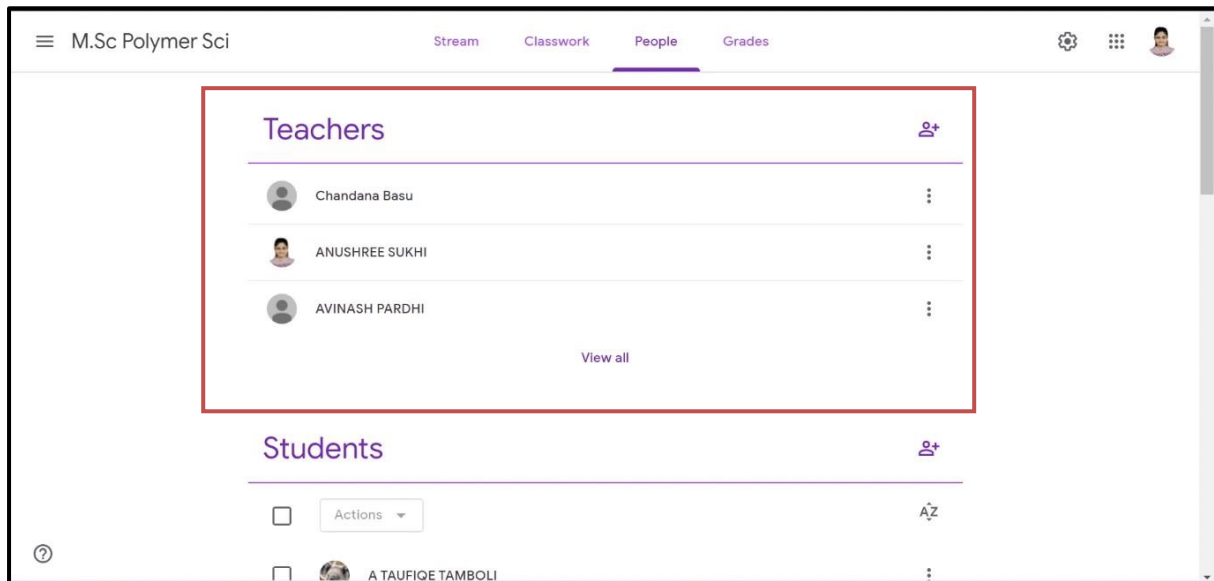 M.Sc Polymer Sci Stream Classwork People Grades
Teachers
Chandana Basu
ANUSHREE SUKHI
AVINASH PARDHI
View all
Students
Actions AZ
A TAUFIQE TAMBOLI